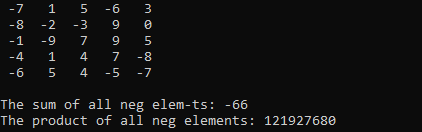 -7 1 5 -6 3
-8 -2 -3 9 0
-1 -9 7 9 5
-4 1 4 7 -8
-6 5 4 -5 -7
The sum of all neg elem-ts: -66
The product of all neg elements: 121927680